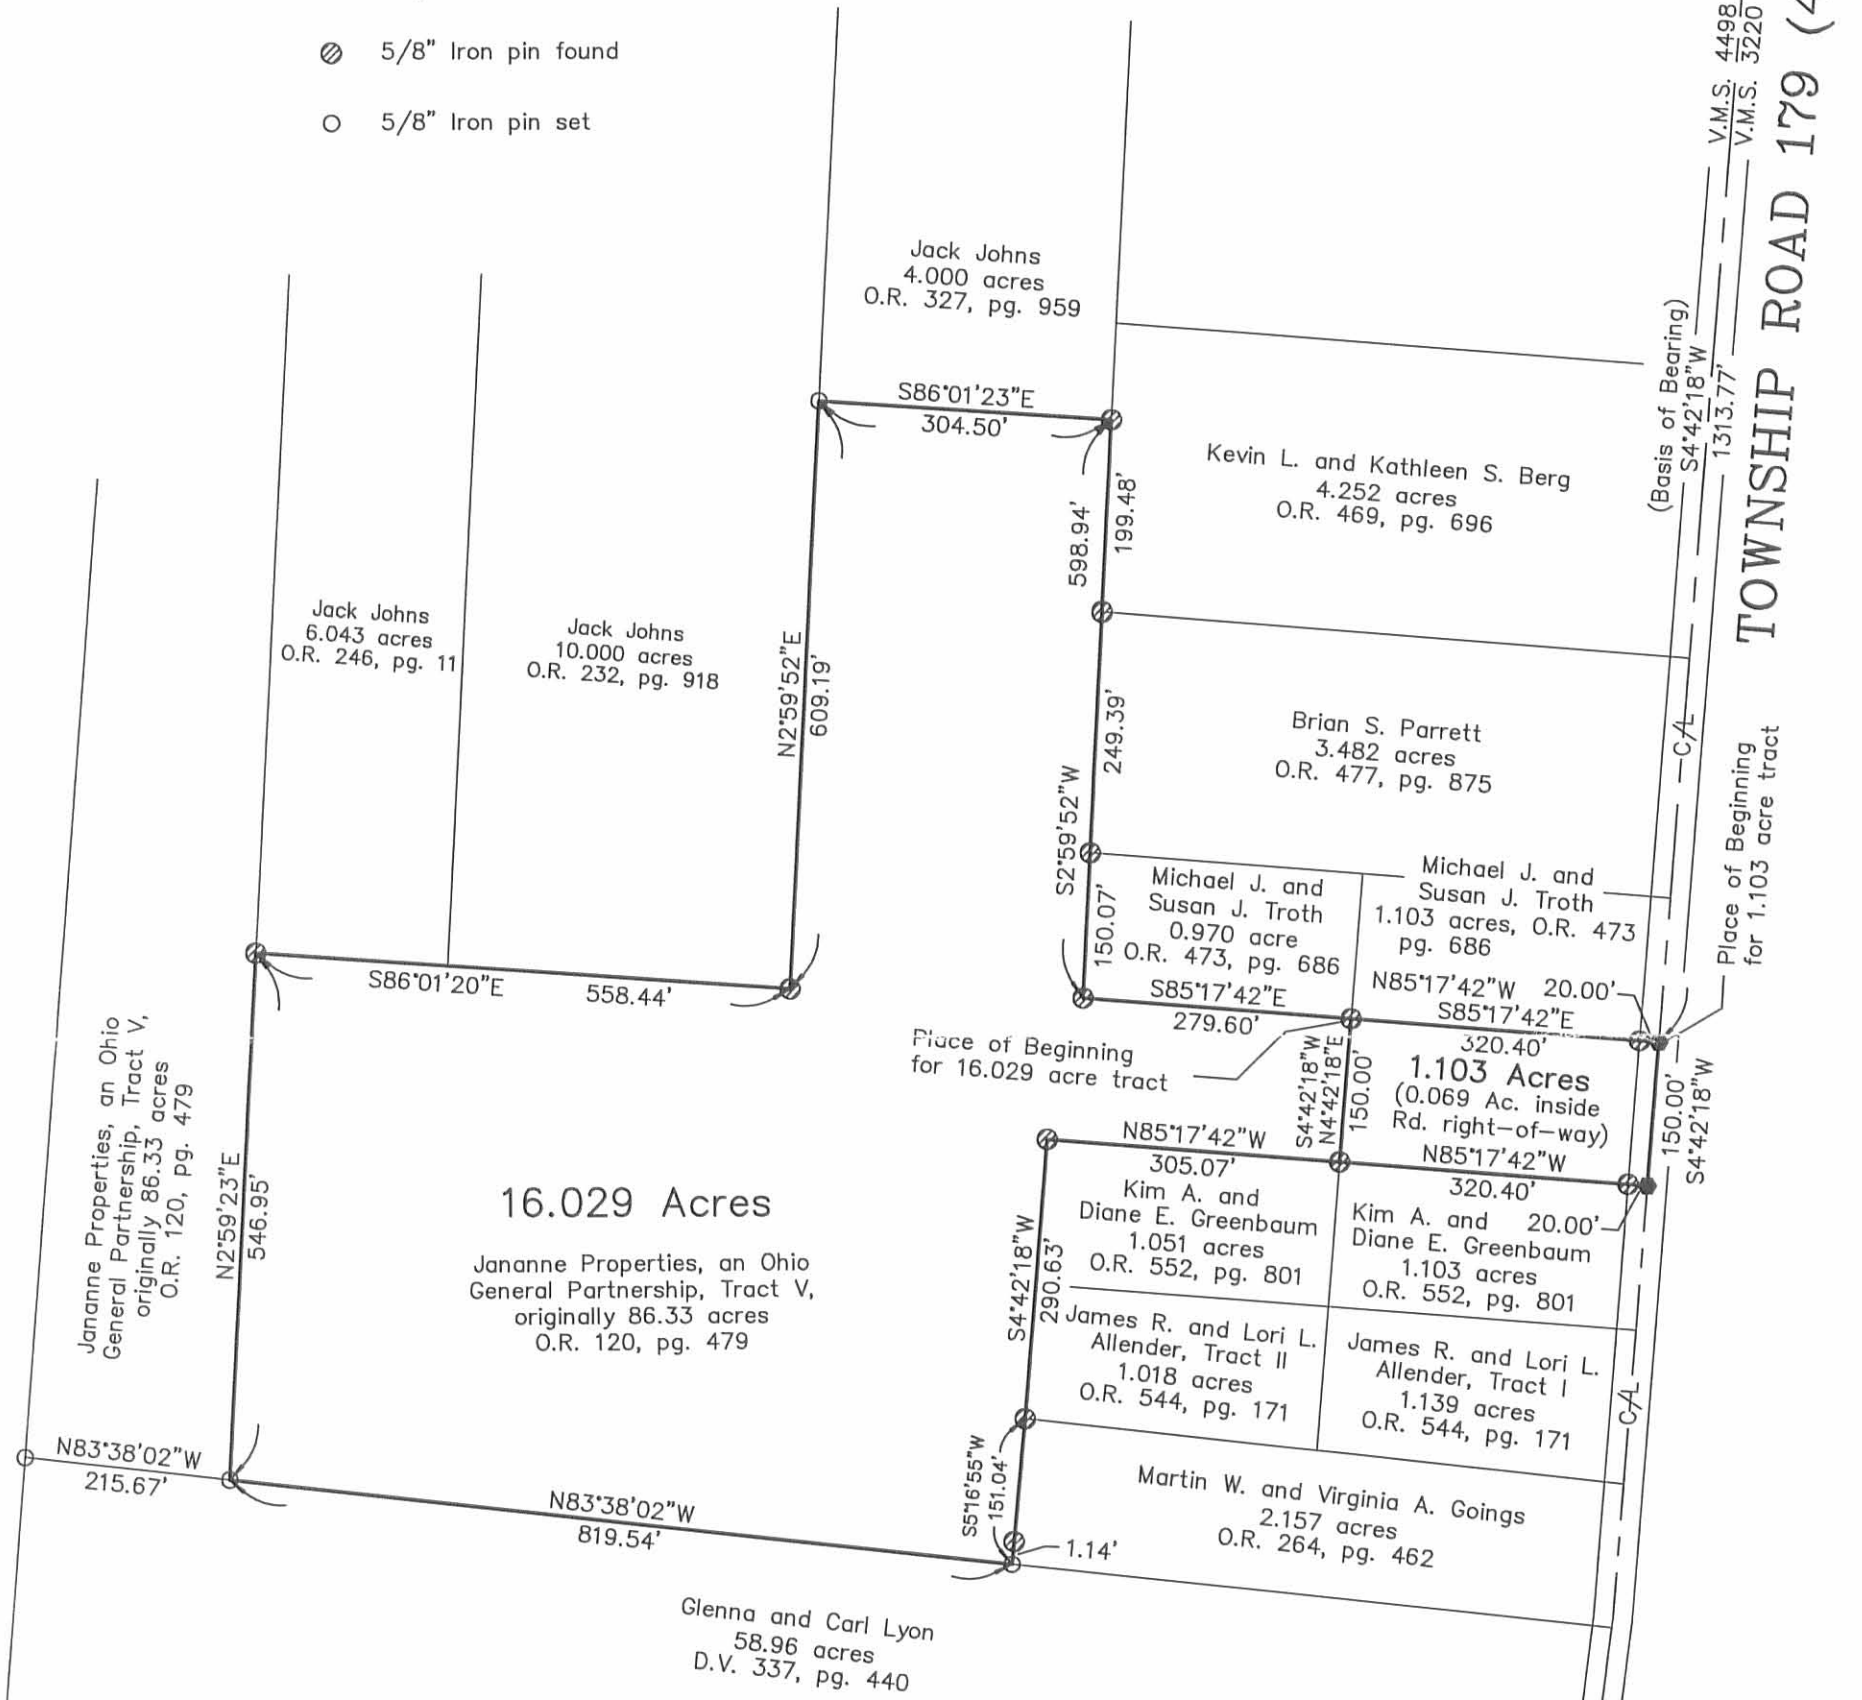 5/8" Iron pin found
5/8" Iron pin set
V.M.S. 4498
V.M.S. 3220
TOWNSHIP ROAD 179 (4
(Basis of Bearing)
S4°42'18"W
1313.77'
Jack Johns
4.000 acres
O.R. 327, pg. 959
S86°01'23"E
304.50'
Kevin L. and Kathleen S. Berg
4.252 acres
O.R. 469, pg. 696
598.94'
199.48'
Jack Johns
6.043 acres
O.R. 246, pg. 11
Jack Johns
10.000 acres
O.R. 232, pg. 918
N2°59'52"E
609.19'
249.39'
S2°59'52"W
Brian S. Parrett
3.482 acres
O.R. 477, pg. 875
C/L
Place of Beginning
for 1.103 acre tract
150.07'
Michael J. and
Susan J. Troth
0.970 acre
O.R. 473, pg. 686
Michael J. and
Susan J. Troth
1.103 acres, O.R. 473
pg. 686
S86°01'20"E
558.44'
S85°17'42"E
279.60'
N85°17'42"W
20.00'
S85°17'42"E
320.40'
Place of Beginning
for 16.029 acre tract
S4°42'18"W
N4°42'18"E
150.00'
1.103 Acres
(0.069 Ac. inside
Rd. right-of-way)
150.00'
S4°42'18"W
N85°17'42"W
305.07'
N85°17'42"W
320.40'
20.00'
Jananne Properties, an Ohio
General Partnership, Tract V,
originally 86.33 acres
O.R. 120, pg. 479
N2°59'23"E
546.95'
16.029 Acres
Jananne Properties, an Ohio
General Partnership, Tract V,
originally 86.33 acres
O.R. 120, pg. 479
S4°42'18"W
290.63'
Kim A. and
Diane E. Greenbaum
1.051 acres
O.R. 552, pg. 801
Kim A. and
Diane E. Greenbaum
1.103 acres
O.R. 552, pg. 801
James R. and Lori L.
Allender, Tract II
1.018 acres
O.R. 544, pg. 171
James R. and Lori L.
Allender, Tract I
1.139 acres
O.R. 544, pg. 171
C/L
N83°38'02"W
215.67'
N83°38'02"W
819.54'
S5°16'55"W
151.04'
1.14'
Martin W. and Virginia A. Goings
2.157 acres
O.R. 264, pg. 462
Glenna and Carl Lyon
58.96 acres
D.V. 337, pg. 440